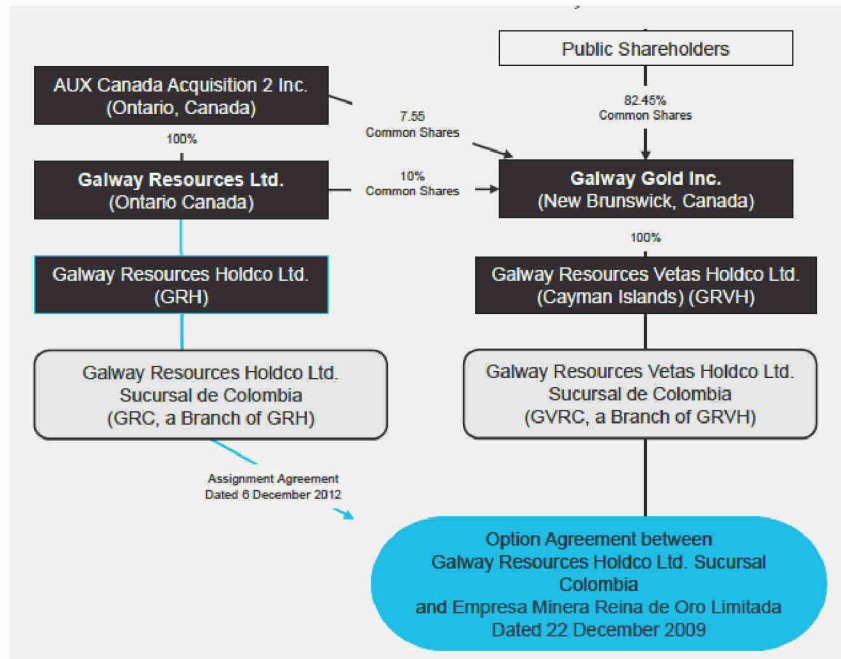 Public Shareholders
AUX Canada Acquisition 2 Inc.
(Ontario, Canada)
7.55
Common Shares
82.45%
Common Shares
100%
Galway Resources Ltd.
(Ontario Canada)
10%
Common Shares
Galway Gold Inc.
(New Brunswick, Canada)
100%
Galway Resources Holdco Ltd.
(GRH)
Galway Resources Vetas Holdco Ltd.
(Cayman Islands) (GRVH)
Galway Resources Holdco Ltd.
Sucursal de Colombia
(GRC, a Branch of GRH)
Galway Resources Vetas Holdco Ltd.
Sucursal de Colombia
(GVRC, a Branch of GRVH)
Assignment Agreement
Dated 6 December 2012
Option Agreement between
Galway Resources Holdco Ltd. Sucursal
Colombia
and Empresa Minera Reina de Oro Limitada
Dated 22 December 2009